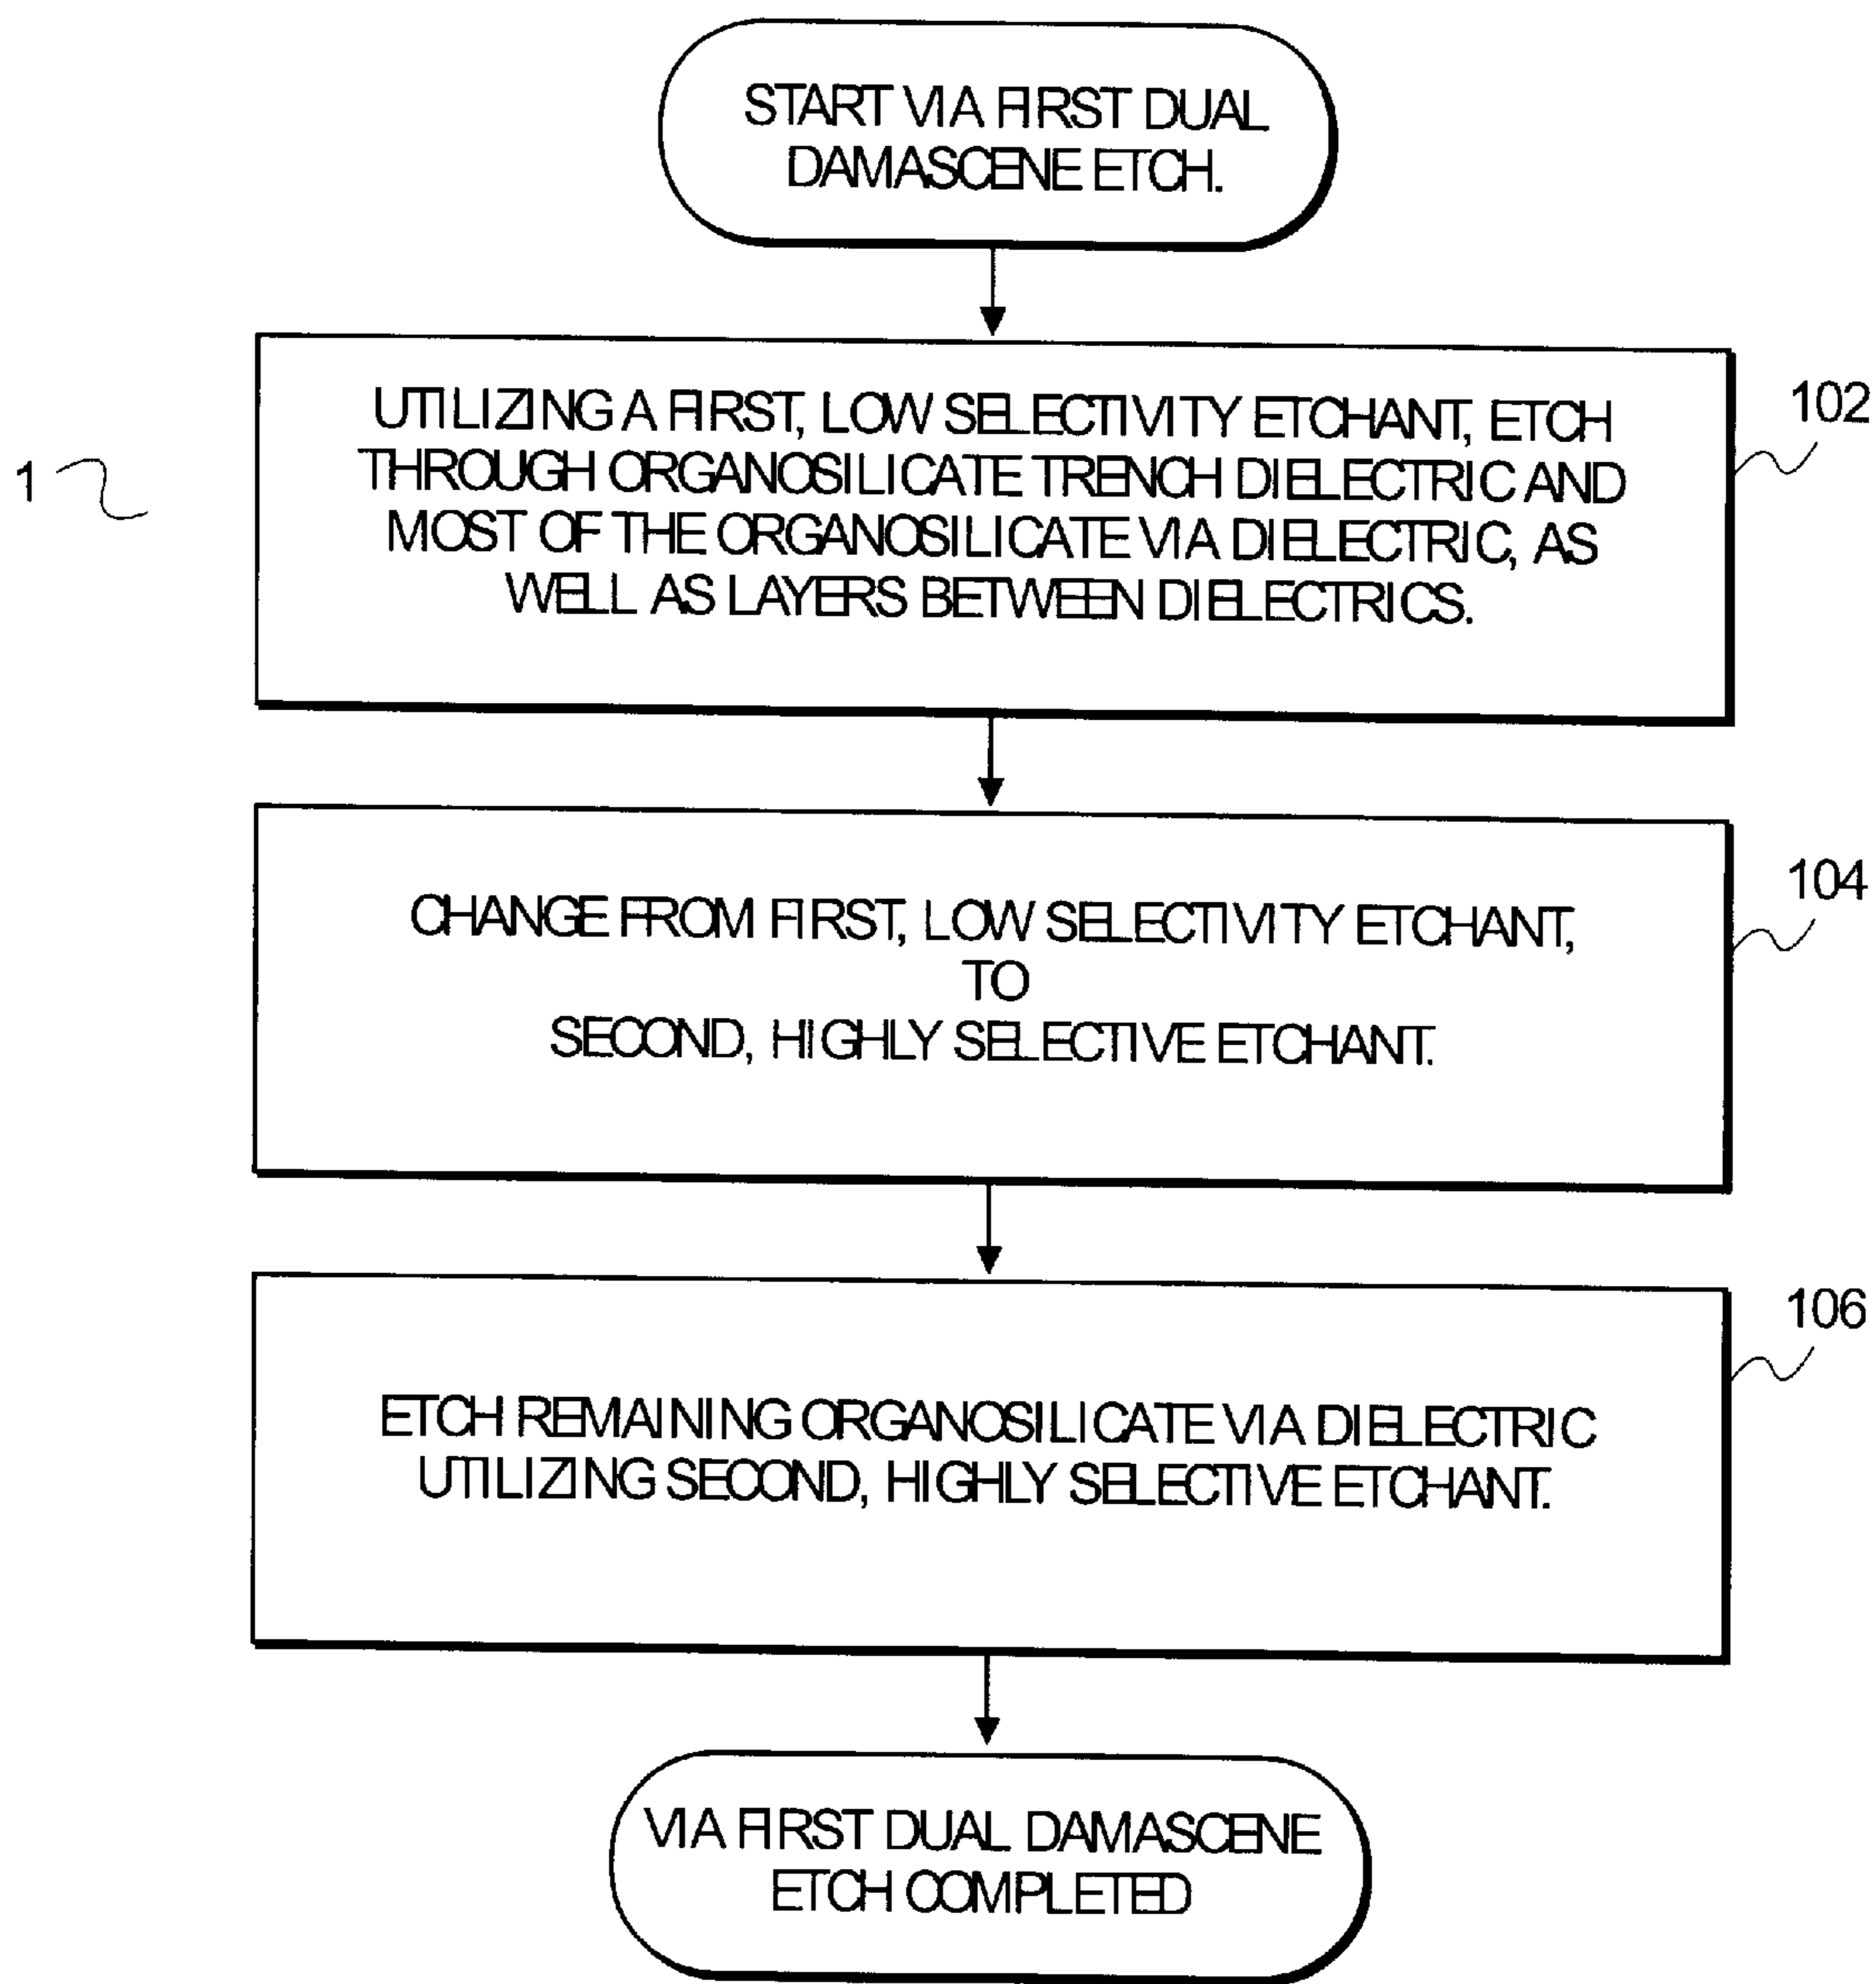 START VIA FIRST DUAL
DAMASCENE ETCH.
1
102
UTILIZING A FIRST, LOW SELECTIVITY ETCHANT, ETCH
THROUGH ORGANOSILICATE TRENCH DIELECTRIC AND
MOST OF THE ORGANOSILICATE VIA DIELECTRIC, AS
WELL AS LAYERS BETWEEN DIELECTRICS.
104
CHANGE FROM FIRST, LOW SELECTIVITY ETCHANT,
TO
SECOND, HIGHLY SELECTIVE ETCHANT.
106
ETCH REMAINING ORGANOSILICATE VIA DIELECTRIC
UTILIZING SECOND, HIGHLY SELECTIVE ETCHANT.
VIA FIRST DUAL DAMASCENE
ETCH COMPLETED